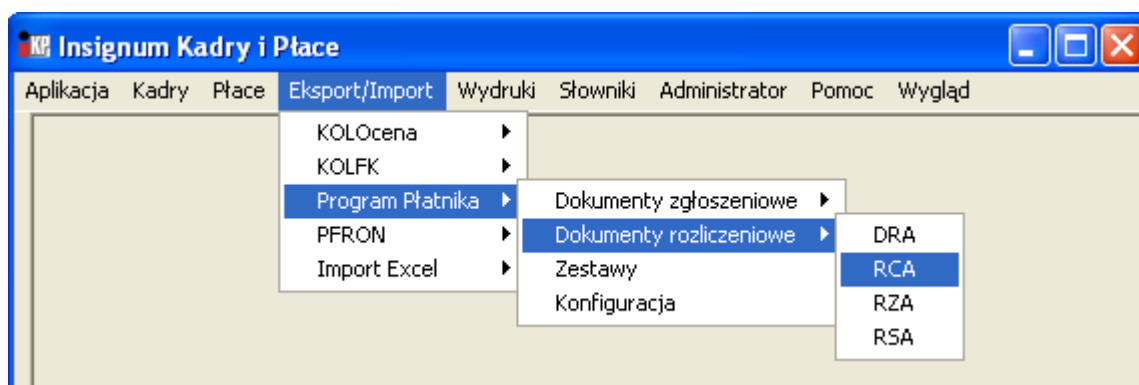 KP Insignum Kadry i Płace
Aplikacja Kadry Płace Eksport/Import Wydruki Słowniki Administrator Pomoc Wygląd
KOLOcena
KOLFK
Program Płatnika
PFRON
Import Excel
Dokumenty zgłoszeniowe
Dokumenty rozliczeniowe
Zestawy
Konfiguracja
DRA
RCA
RZA
RSA